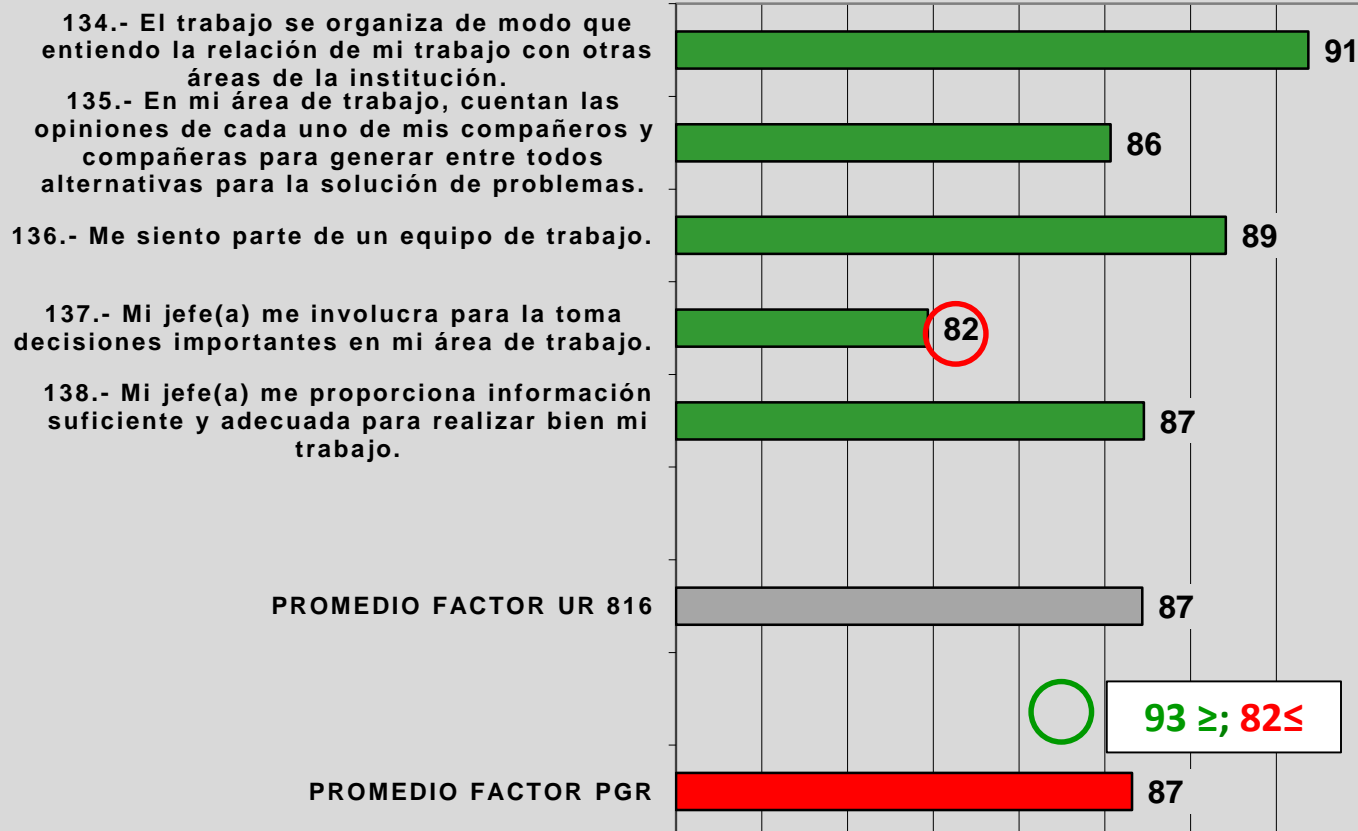 134.- El trabajo se organiza de modo que
entiendo la relación de mi trabajo con otras
áreas de la institución.
91
135.- En mi área de trabajo, cuentan las
opiniones de cada uno de mis compañeros y
compañeras para generar entre todos
alternativas para la solución de problemas.
86
136.- Me siento parte de un equipo de trabajo.
89
137.- Mi jefe(a) me involucra para la toma
decisiones importantes en mi área de trabajo.
82
138.- Mi jefe(a) me proporciona información
suficiente y adecuada para realizar bien mi
trabajo.
87
PROMEDIO FACTOR UR 816
87
93 ≥; 82≤
PROMEDIO FACTOR PGR
87